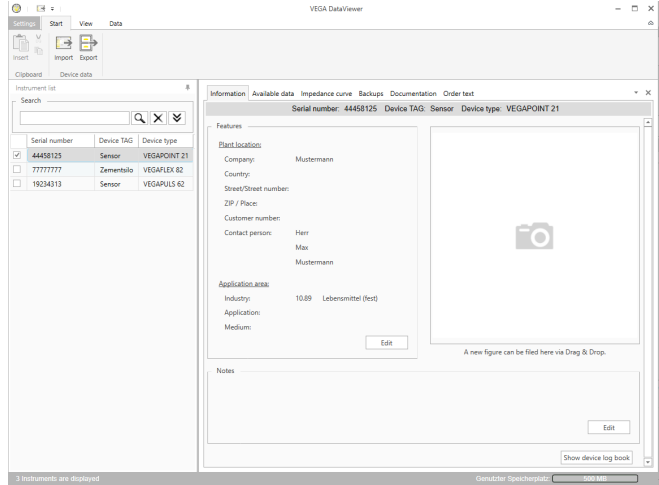 VEGA DataViewer
Settings Start View Data
Insert Import Export
Clipboard Device data
Instrument list
Search
Serial number Device TAG Device type
44458125 Sensor VEGAPOINT 21
77777777 Zementsilo VEGAFLEX 82
19234313 Sensor VEGAPULS 62
Information Available data Impedance curve Backups Documentation Order text
Serial number: 44458125 Device TAG: Sensor Device type: VEGAPOINT 21
Features
Plant location:
Company: Mustermann
Country:
Street/Street number:
ZIP / Place:
Customer number:
Contact person: Herr
Max
Mustermann
Application area:
Industry: 10.89 Lebensmittel (fest)
Application:
Medium:
Edit
A new figure can be filed here via Drag & Drop.
Notes
Edit
Show device log book
3 Instruments are displayed
Genutzter Speicherplatz: 500 MB